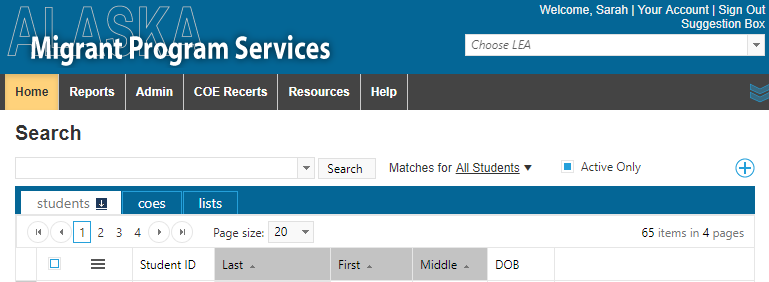 ALASKA
Migrant Program Services
Welcome, Sarah | Your Account | Sign Out
Suggestion Box
Choose LEA
Home Reports Admin COE Recerts Resources Help
Search
Search Matches for All Students Active Only
students coes lists
1 2 3 4 Page size: 20 65 items in 4 pages
Student ID Last First Middle DOB